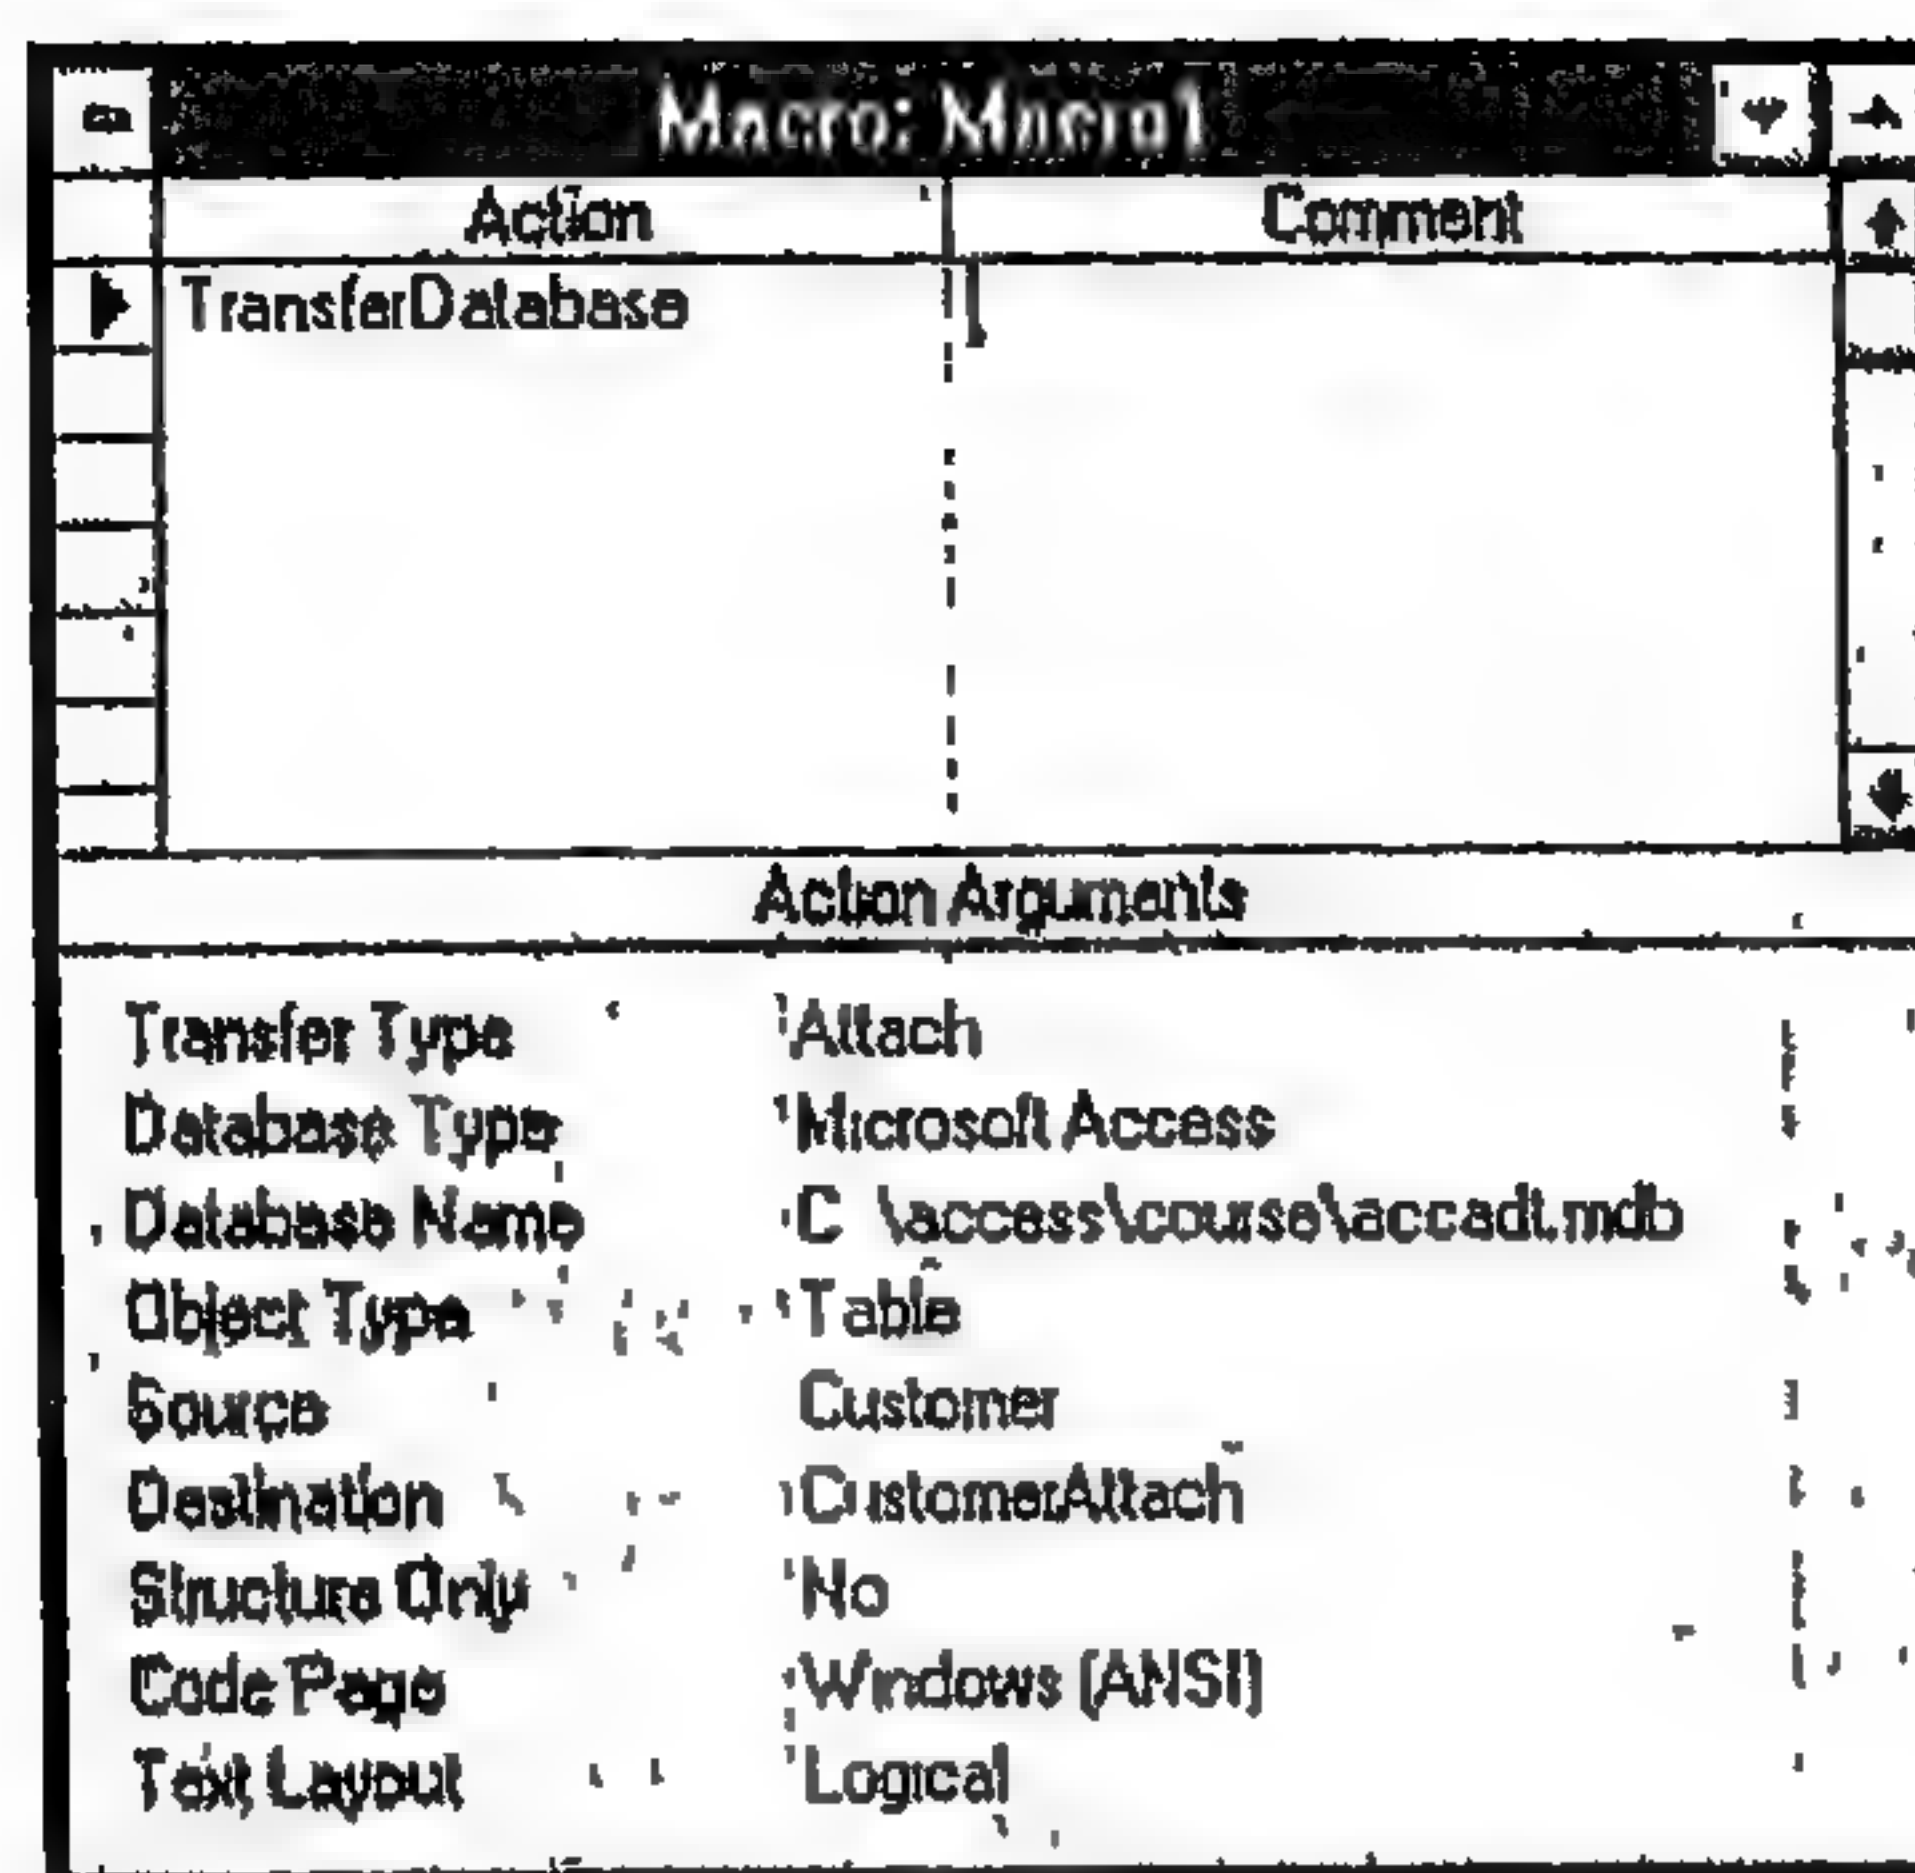 Macro: Macro1
Action Comment
TransferDatabase
Action Arguments
Transfer Type Attach
Database Type Microsoft Access
Database Name C \access\course\accadt.mdb
Object Type Table
Source Customer
Destination CustomerAttach
Structure Only No
Code Page Windows (ANSI)
Text Layout Logical